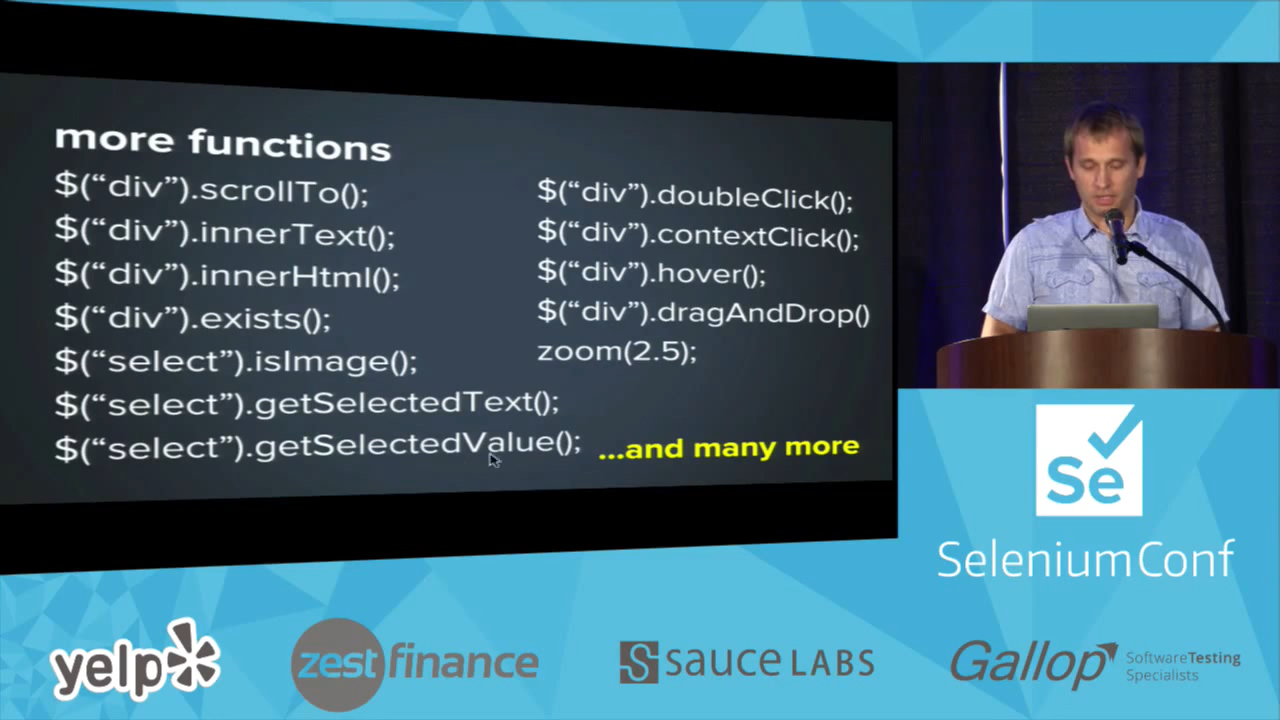 more functions
$(“div”).scrollTo();
$(“div”).innerText();
$(“div”).innerHtml();
$(“div”).exists();
$(“select”).isImage();
$(“select”).getSelectedText();
$(“select”).getSelectedValue();
$(“div”).doubleClick();
$(“div”).contextClick();
$(“div”).hover();
$(“div”).dragAndDrop()
zoom(2.5);
...and many more
Se
SeleniumConf
yelp
zestfinance
SAUCE LABS
Gallop
SoftwareTesting
Specialists